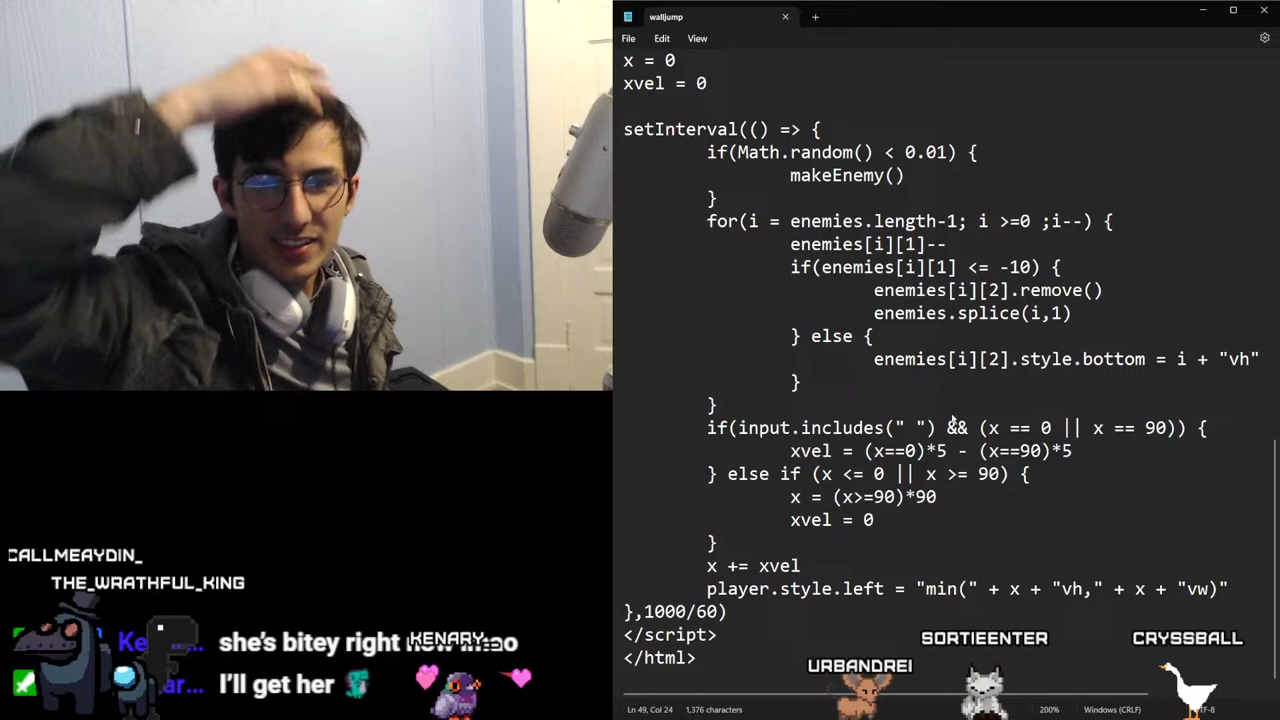 walljump
File Edit View
x = 0
xvel = 0
setInterval(() => {
if(Math.random() < 0.01) {
makeEnemy()
}
for(i = enemies.length-1; i >=0 ;i--) {
enemies[i][1]--
if(enemies[i][1] <= -10) {
enemies[i][2].remove()
enemies.splice(i,1)
} else {
enemies[i][2].style.bottom = i + "vh"
}
}
if(input.includes(" ") && (x == 0 || x == 90)) {
xvel = (x==0)*5 - (x==90)*5
} else if (x <= 0 || x >= 90) {
x = (x>=90)*90
xvel = 0
}
x += xvel
player.style.left = "min(" + x + "vh," + x + "vw)"
},1000/60)
</script>
</html>
CALLMEAYDIN_
THE_WRATHFUL_KING
she's bitey right
KENARY
I'll get her
URBANDREI
SORTIEENTER
CRYSSBALL
Ln 49, Col 24 1,376 characters 200% Windows (CRLF)